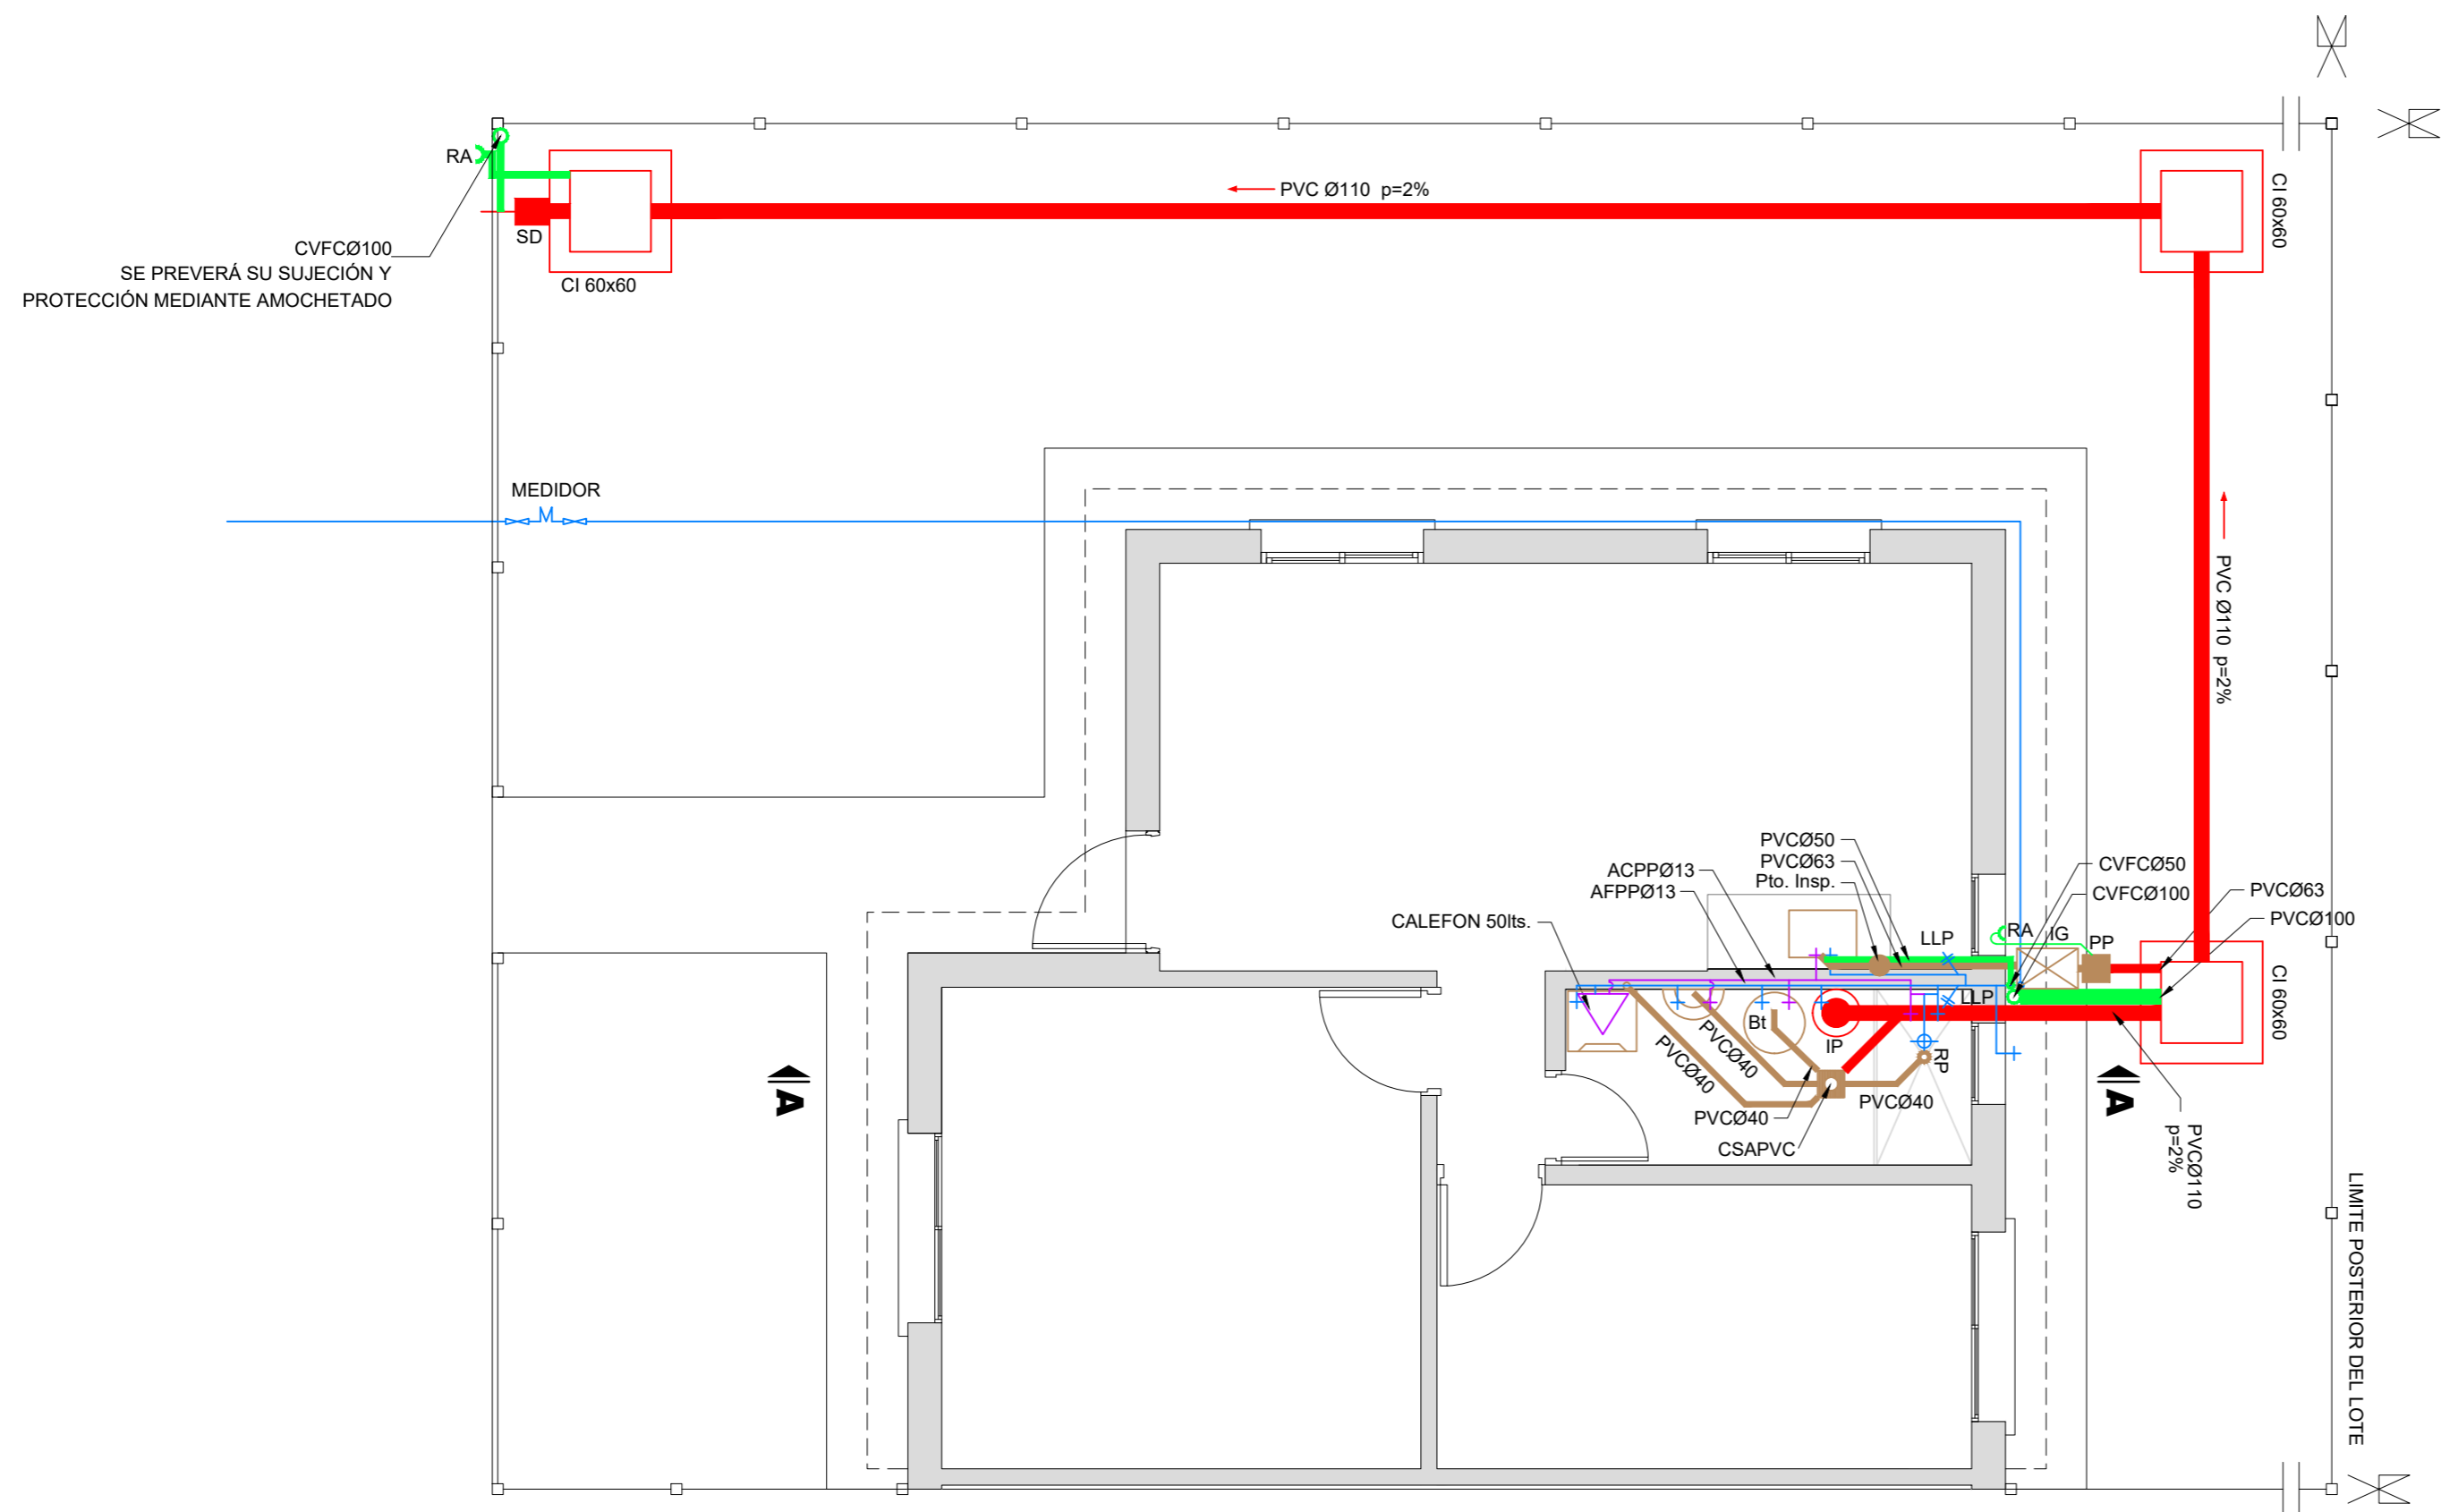 RA
PVC Ø110  p=2%
CI 60x60
SD
CVFCØ100
SE PREVERÁ SU SUJECIÓN Y
PROTECCIÓN MEDIANTE AMOCHETADO
CI 60x60
MEDIDOR
M
PVC Ø110  p=2%
PVCØ50
PVCØ63
Pto. Insp.
ACPPØ13
AFPPØ13
CALEFON 50lts.
CVFCØ50
CVFCØ100
PVCØ63
PVCØ100
LLP
RA
IG
PP
CI 60x60
LLP
Bt
IP
RP
PVCØ40
PVCØ40
PVCØ40
PVCØ40
CSAPVC
A
A
PVCØ110
p=2%
LIMITE POSTERIOR DEL LOTE